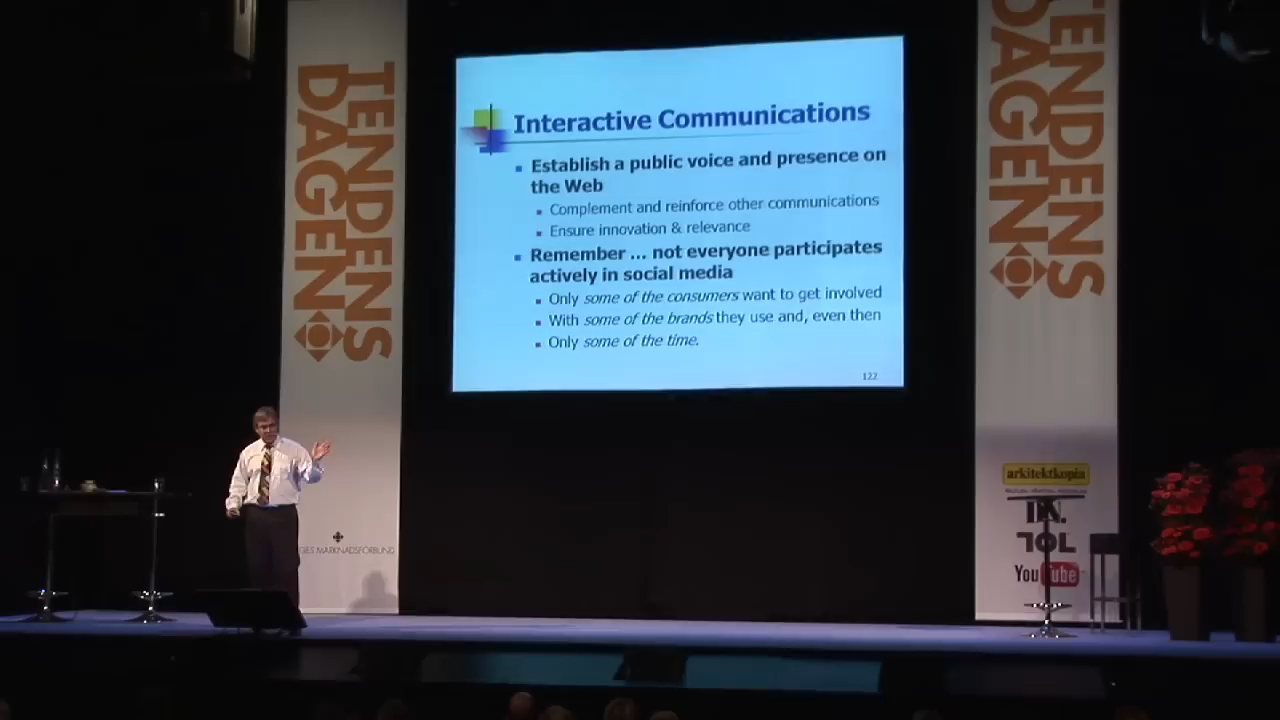 TENDENS
DAGEN
Interactive Communications
Establish a public voice and presence on
the Web
Complement and reinforce other communications
Ensure innovation & relevance
Remember ... not everyone participates
actively in social media
Only some of the consumers want to get involved
With some of the brands they use and, even then
Only some of the time.
122
TENDENS
DAGEN
MARKNADSFÖRBUND
arkitektkopia
YouTube